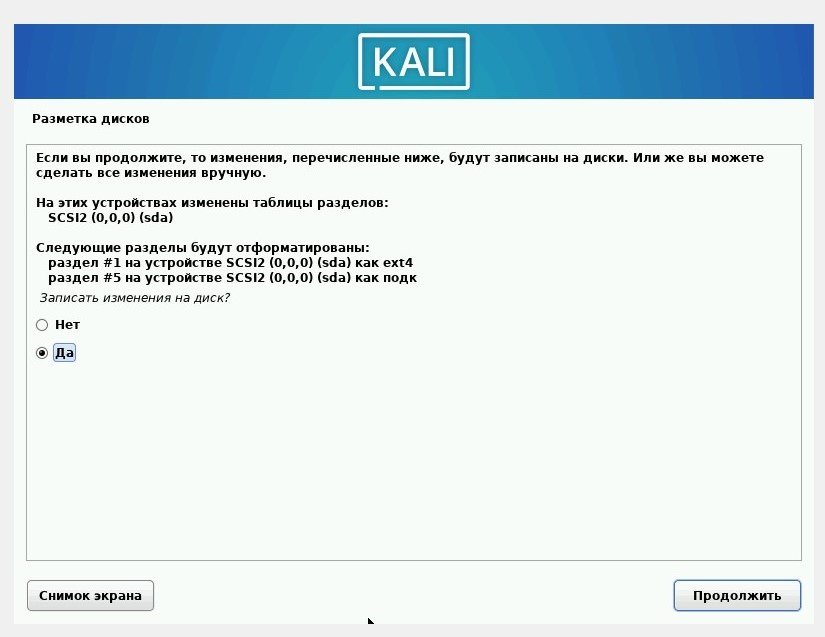 KALI
Разметка дисков
Если вы продолжите, то изменения, перечисленные ниже, будут записаны на диски. Или же вы можете
сделать все изменения вручную.
На этих устройствах изменены таблицы разделов:
SCSI2 (0,0,0) (sda)
Следующие разделы будут отформатированы:
раздел #1 на устройстве SCSI2 (0,0,0) (sda) как ext4
раздел #5 на устройстве SCSI2 (0,0,0) (sda) как подк
Записать изменения на диск?
Нет
Да
Снимок экрана
Продолжить